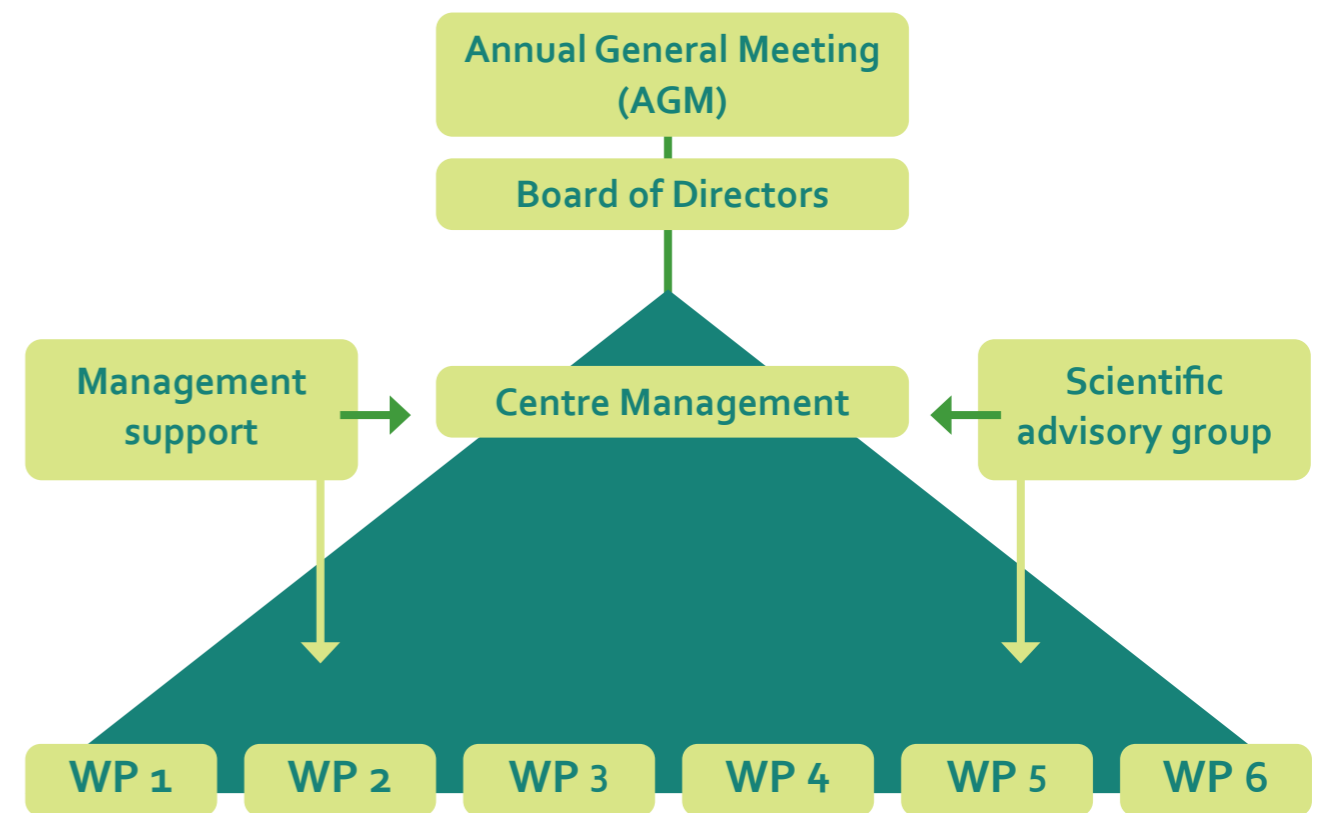 Annual General Meeting
(AGM)
Board of Directors
Management
support
Centre Management
Scientific
advisory group
WP 1
WP 2
WP 3
WP 4
WP 5
WP 6